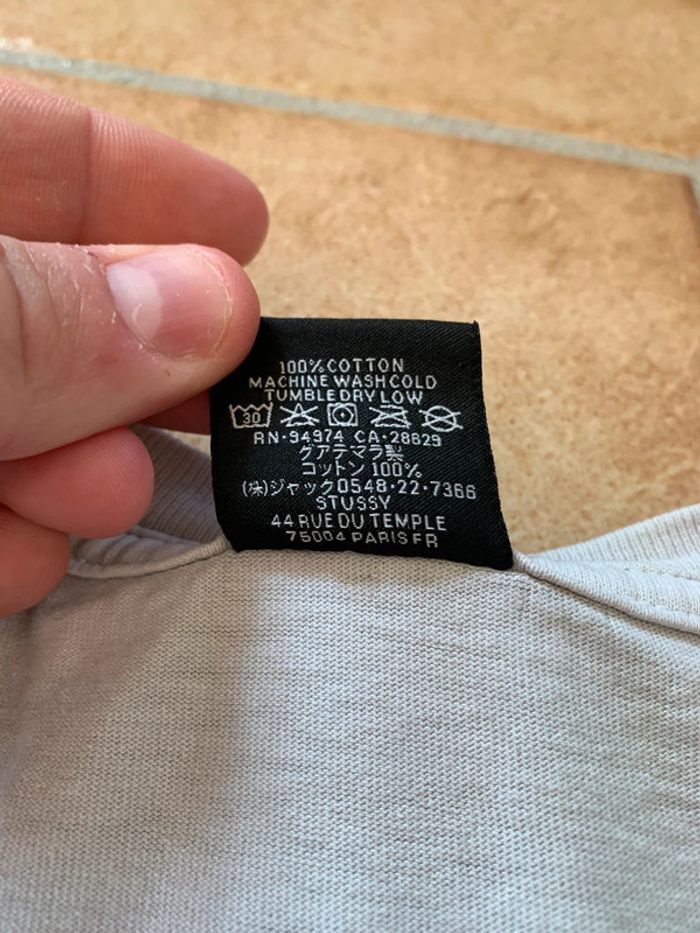 100% COTTON
MACHINE WASH COLD
TUMBLE DRY LOW
30
RN-94974 CA-28829
グアテマラ製
コットン 100%
(株)ジャック0548-22-7366
STUSSY
44 RUE DU TEMPLE
75004 PARIS FR